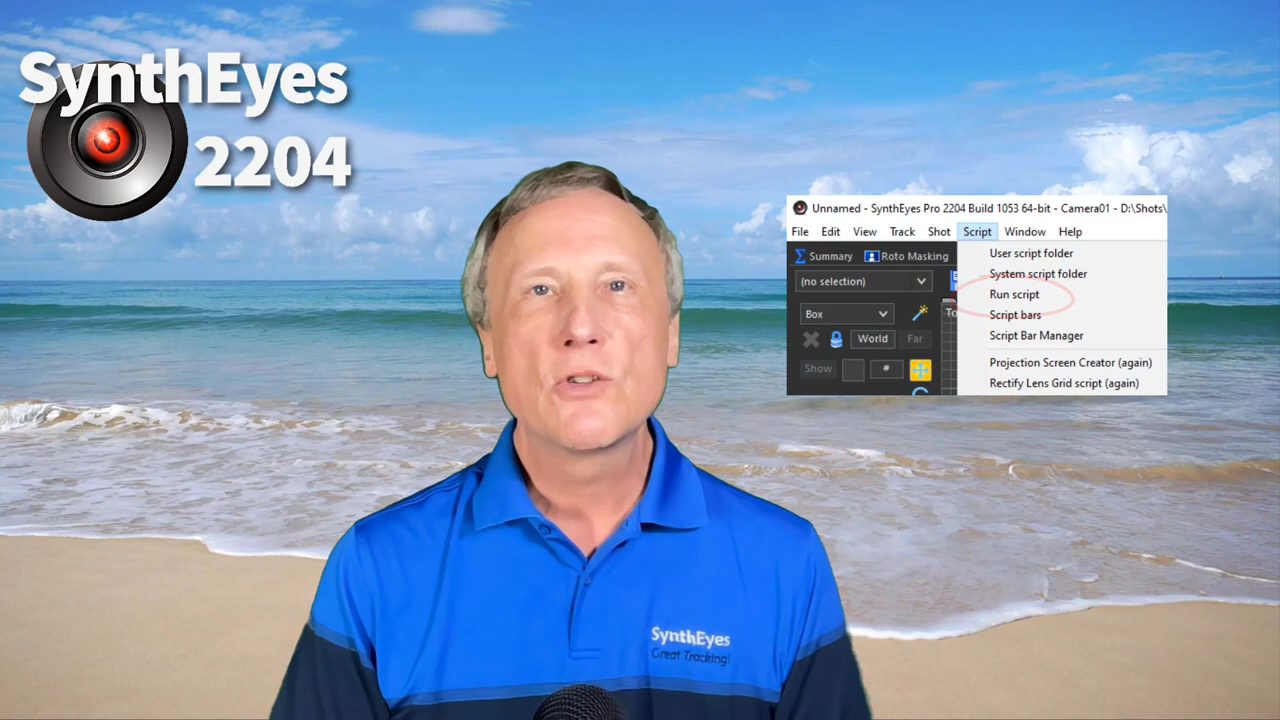 SynthEyes
2204
Unnamed - SynthEyes Pro 2204 Build 1053 64-bit - Camera01 - D:\Shots\
File Edit View Track Shot Script Window Help
Summary Roto Masking
(no selection)
Box
World Far
Show #
To
User script folder
System script folder
Run script
Script bars
Script Bar Manager
Projection Screen Creator (again)
Rectify Lens Grid script (again)
SynthEyes
Great Tracking!